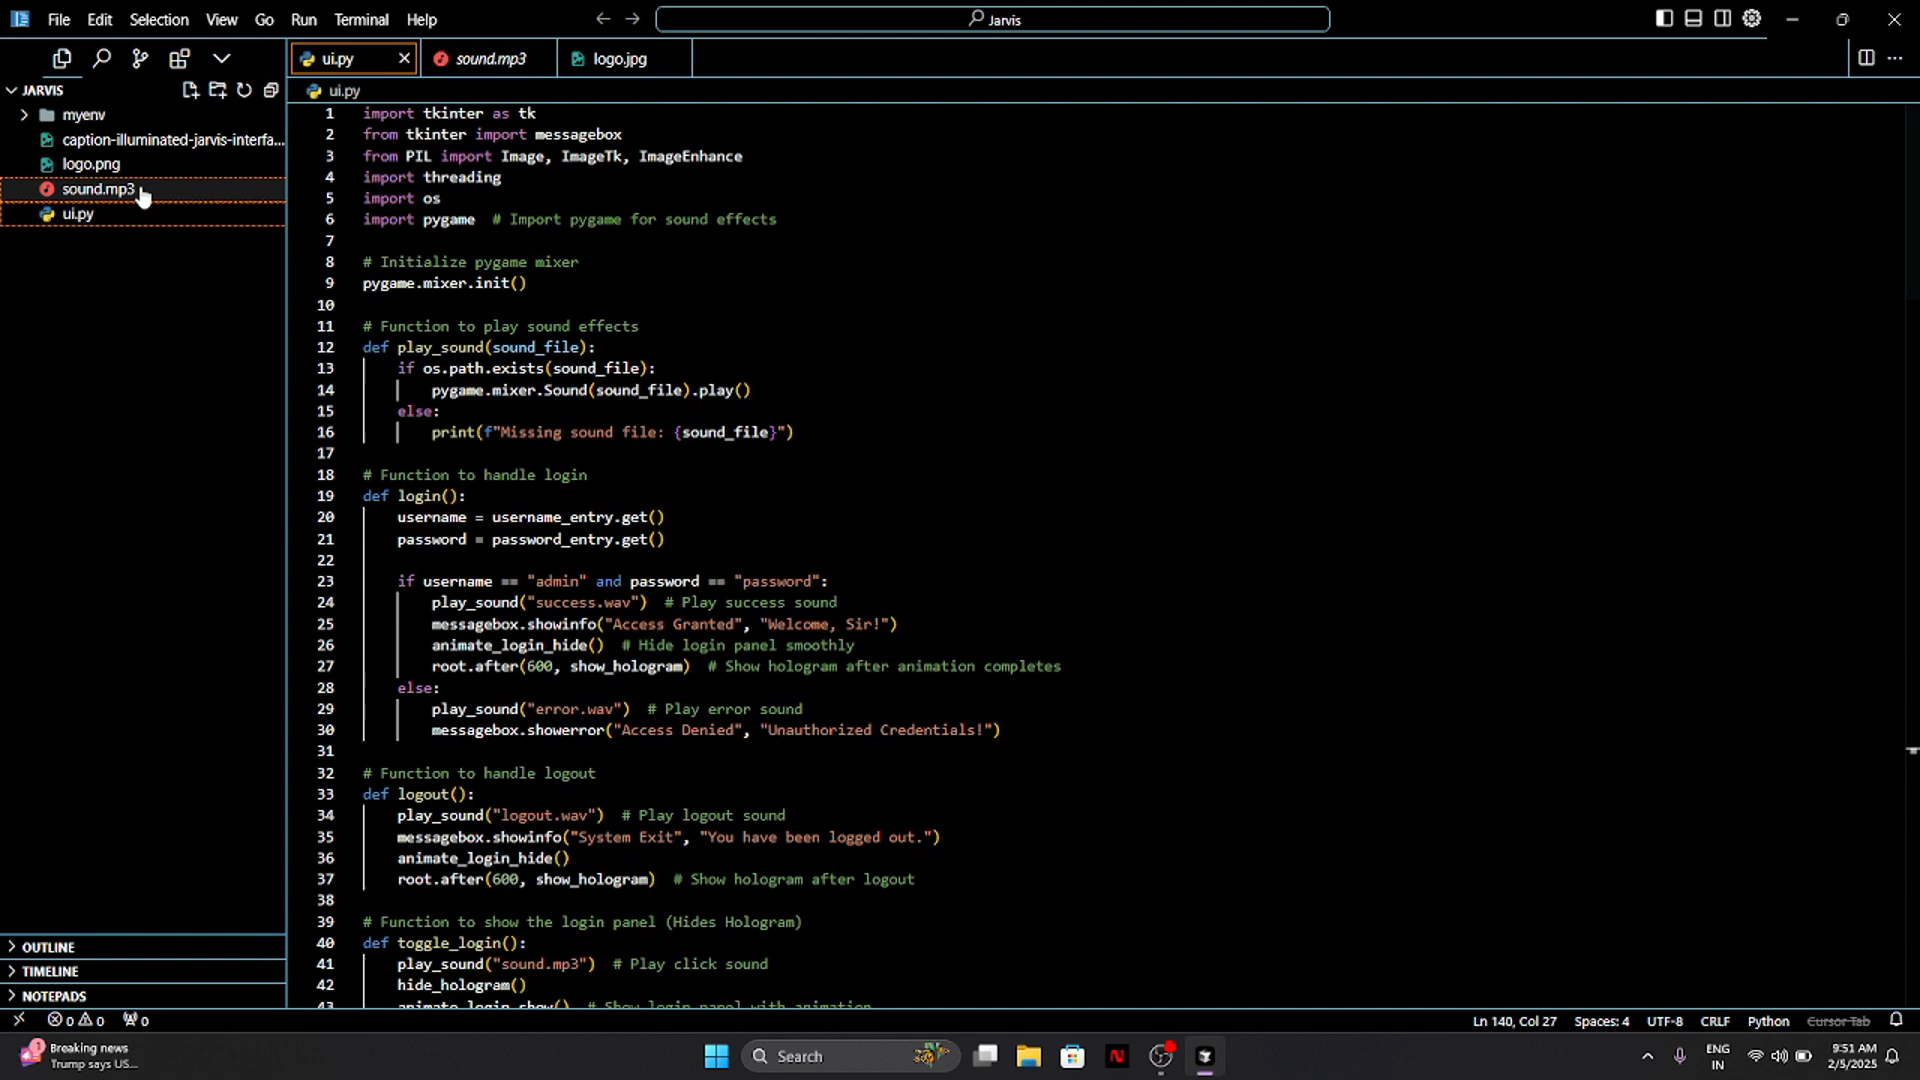 File Edit Selection View Go Run Terminal Help
Jarvis
ui.py
sound.mp3
logo.jpg
JARVIS
ui.py
myenv
caption-illuminated-jarvis-interfa...
logo.png
sound.mp3
ui.py
1 import tkinter as tk
2 from tkinter import messagebox
3 from PIL import Image, ImageTk, ImageEnhance
4 import threading
5 import os
6 import pygame  # Import pygame for sound effects
7
8 # Initialize pygame mixer
9 pygame.mixer.init()
10
11 # Function to play sound effects
12 def play_sound(sound_file):
13     if os.path.exists(sound_file):
14         pygame.mixer.Sound(sound_file).play()
15     else:
16         print(f"Missing sound file: {sound_file}")
17
18 # Function to handle login
19 def login():
20     username = username_entry.get()
21     password = password_entry.get()
22
23     if username == "admin" and password == "password":
24         play_sound("success.wav")  # Play success sound
25         messagebox.showinfo("Access Granted", "Welcome, Sir!")
26         animate_login_hide()  # Hide login panel smoothly
27         root.after(600, show_hologram)  # Show hologram after animation completes
28     else:
29         play_sound("error.wav")  # Play error sound
30         messagebox.showerror("Access Denied", "Unauthorized Credentials!")
31
32 # Function to handle logout
33 def logout():
34     play_sound("logout.wav")  # Play logout sound
35     messagebox.showinfo("System Exit", "You have been logged out.")
36     animate_login_hide()
37     root.after(600, show_hologram)  # Show hologram after logout
38
39 # Function to show the login panel (Hides Hologram)
40 def toggle_login():
41     play_sound("sound.mp3")  # Play click sound
42     hide_hologram()
43     animate_login_show()  # Show login panel with animation
OUTLINE
TIMELINE
NOTEPADS
0 0 0
Ln 140, Col 27 Spaces: 4 UTF-8 CRLF Python Cursor Tab
1
Breaking news
Trump says US...
Search
N
ENG
IN
9:51 AM
2/5/2025